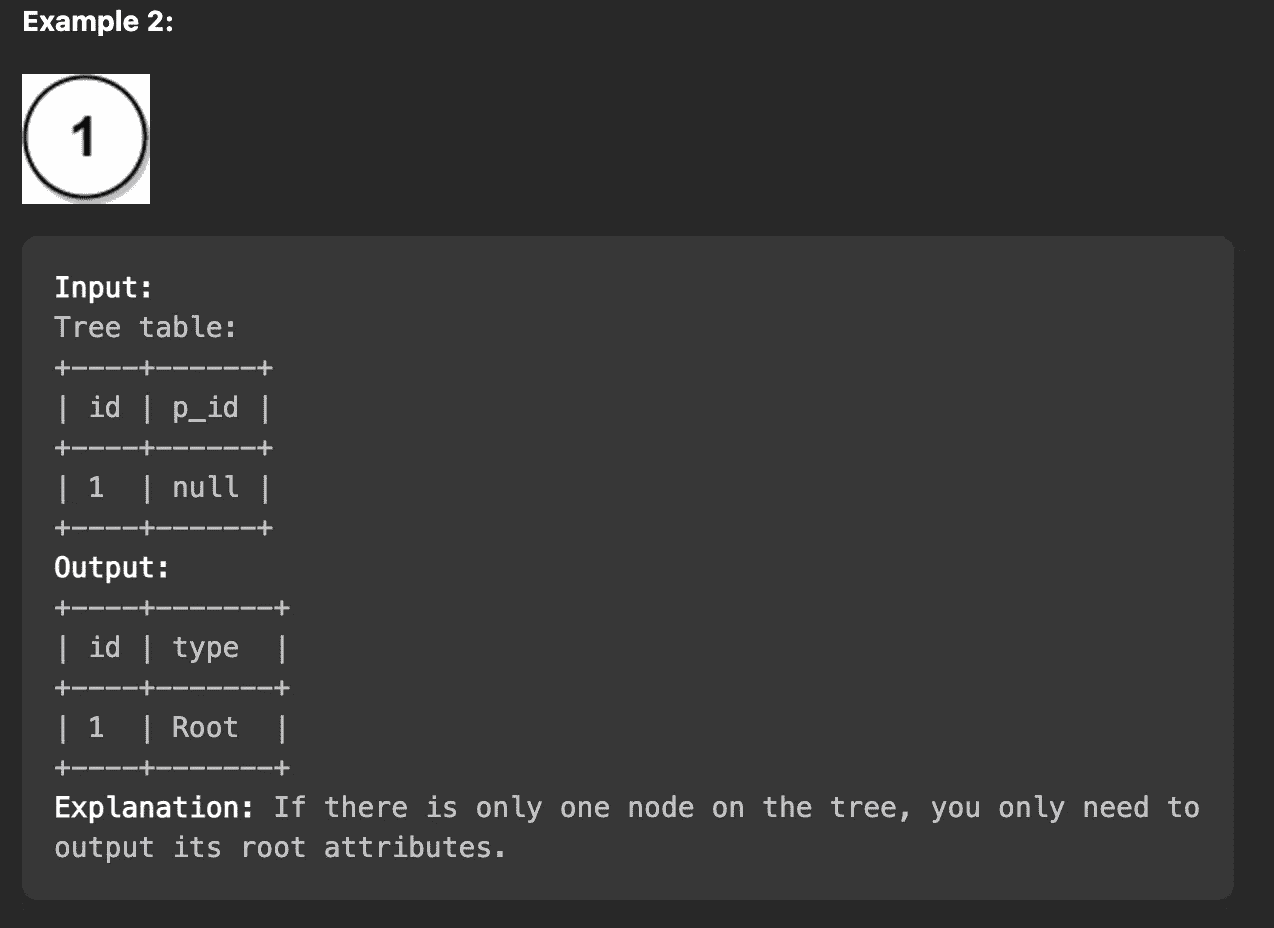 Example 2:
1
Input:
Tree table:
+----+------+
| id | p_id |
+----+------+
| 1  | null |
+----+------+
Output:
+----+-------+
| id | type  |
+----+-------+
| 1  | Root  |
+----+-------+
Explanation: If there is only one node on the tree, you only need to
output its root attributes.